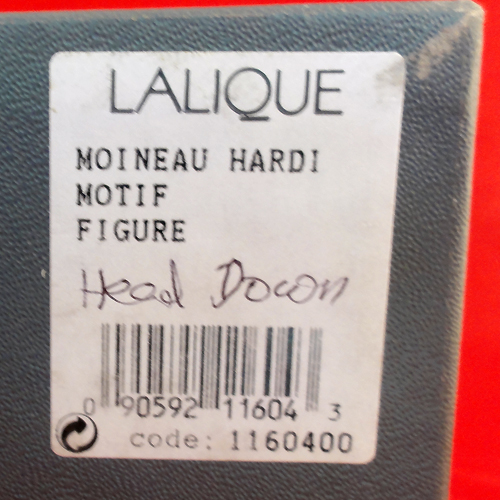 LALIQUE
MOINEAU HARDI
MOTIF
FIGURE
Head Down
0 90592 11604 3
code: 1160400